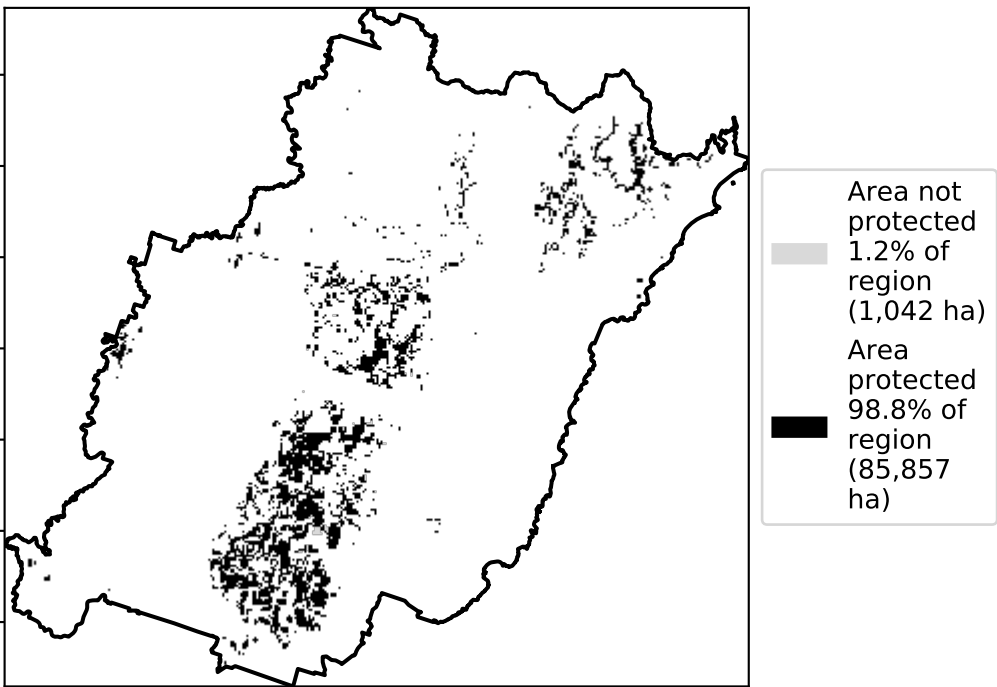 Area not
protected
1.2% of
region
(1,042 ha)
Area
protected
98.8% of
region
(85,857
ha)